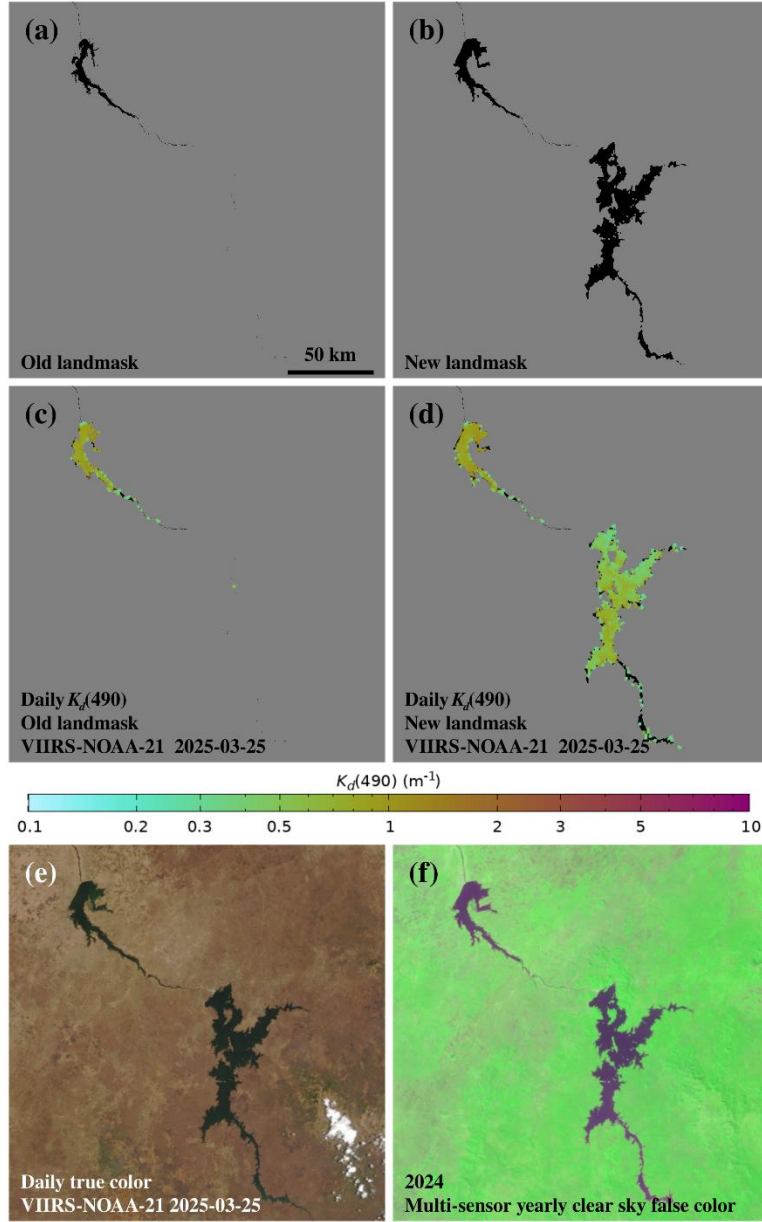 (a)
Old landmask
50 km
(b)
New landmask
(c)
Daily K_d(490)
Old landmask
VIIRS-NOAA-21 2025-03-25
(d)
Daily K_d(490)
New landmask
VIIRS-NOAA-21 2025-03-25
K_d(490) (m⁻¹)
0.1 0.2 0.3 0.5 1 2 3 5 10
(e)
Daily true color
VIIRS-NOAA-21 2025-03-25
(f)
2024
Multi-sensor yearly clear sky false color